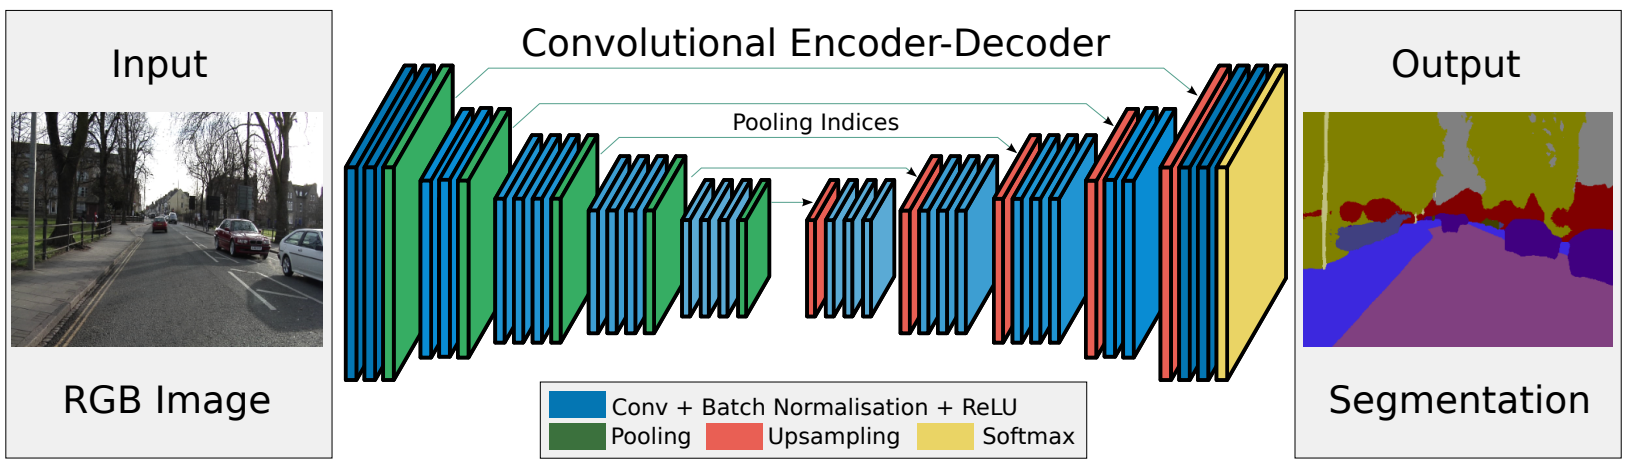 Input
RGB Image
Convolutional Encoder-Decoder
Pooling Indices
Conv + Batch Normalisation + ReLU
Pooling
Upsampling
Softmax
Output
Segmentation